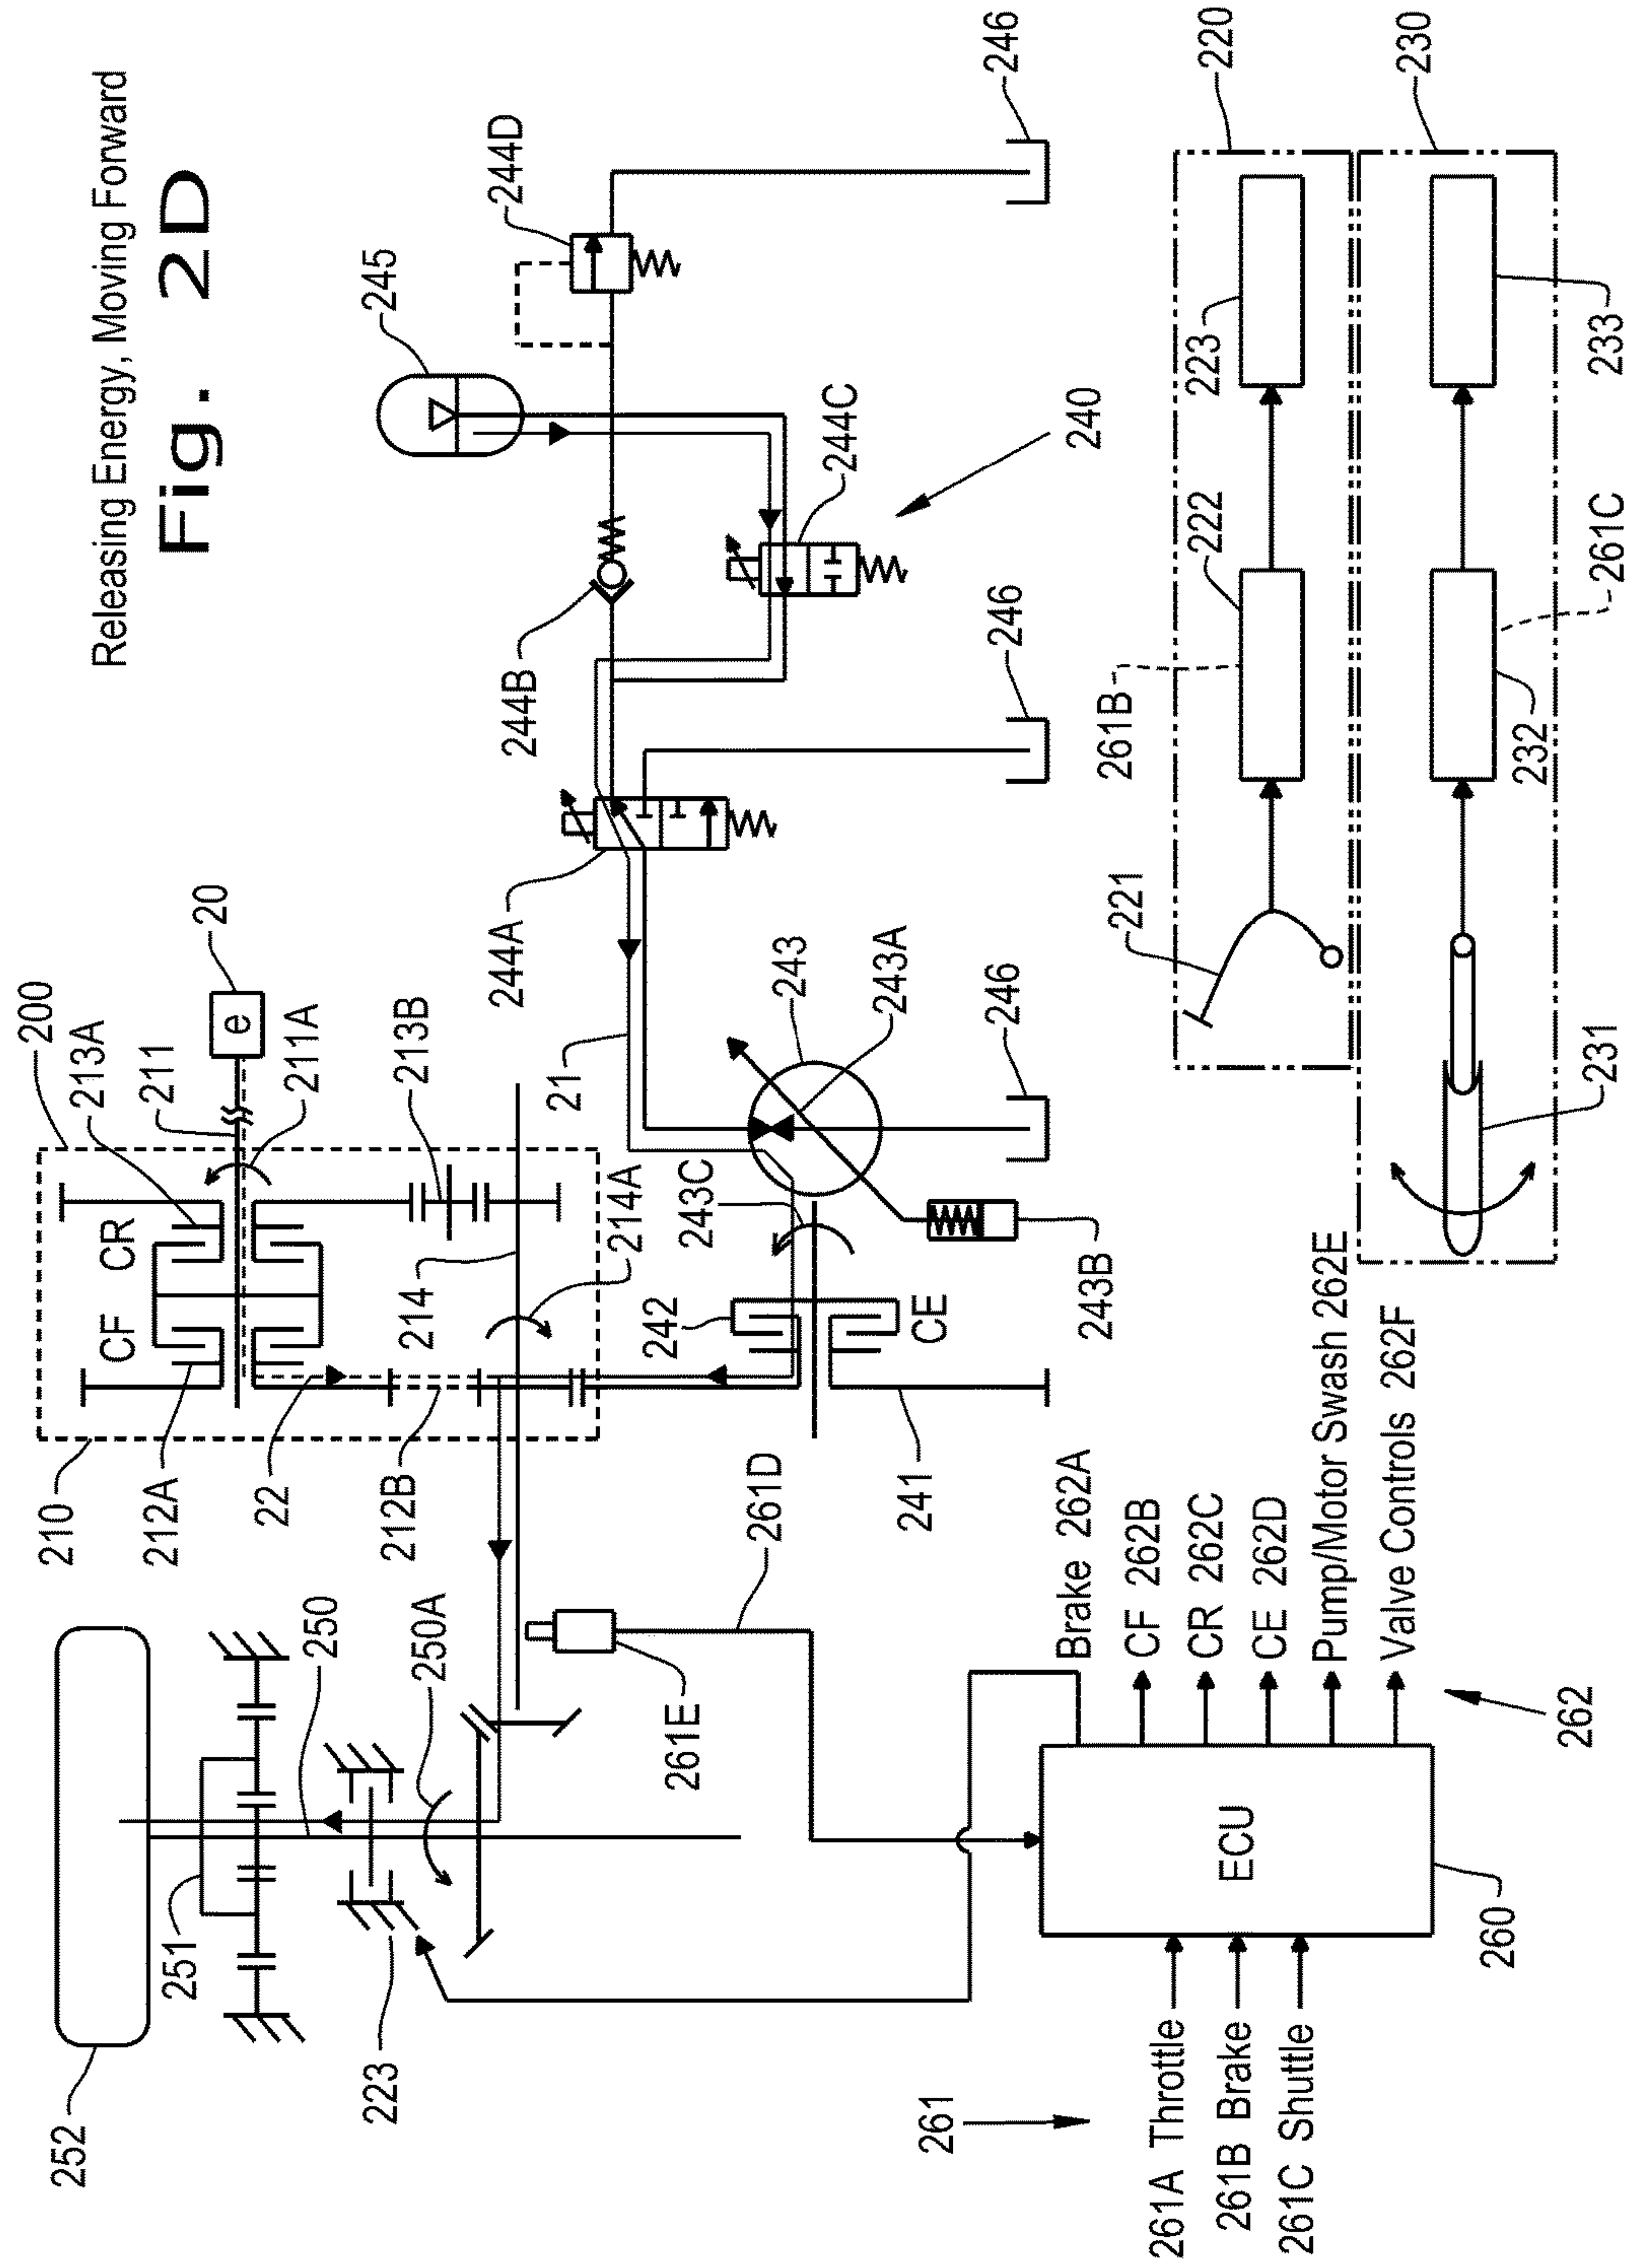 Releasing Energy, Moving Forward
Fig. 2D
252
251
250
223
250A
261E
261D
210
212A
22
212B
CF
CR
200
213A
211
20
e
211A
213B
214
214A
21
242
243C
CE
241
243
243A
243B
244A
244B
244C
244D
245
246
246
246
240
261
261A Throttle
261B Brake
261C Shuttle
ECU
260
Brake 262A
CF 262B
CR 262C
CE 262D
Pump/Motor Swash 262E
Valve Controls 262F
262
220
221
261B
222
223
230
231
232
261C
233